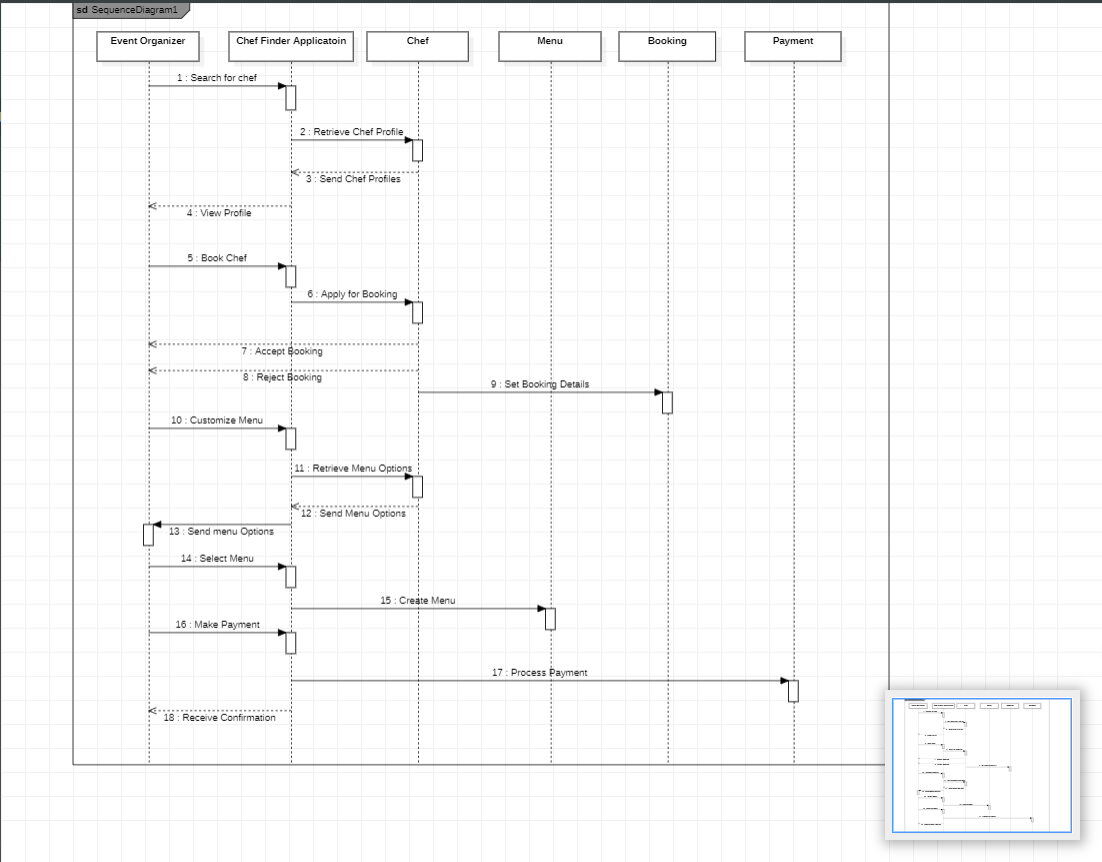 sd SequenceDiagram1
Event Organizer
Chef Finder Applicatoin
Chef
Menu
Booking
Payment
1 : Search for chef
2 : Retrieve Chef Profile
3 : Send Chef Profiles
4 : View Profile
5 : Book Chef
6 : Apply for Booking
7 : Accept Booking
8 : Reject Booking
9 : Set Booking Details
10 : Customize Menu
11 : Retrieve Menu Options
12 : Send Menu Options
13 : Send menu Options
14 : Select Menu
15 : Create Menu
16 : Make Payment
17 : Process Payment
18 : Receive Confirmation